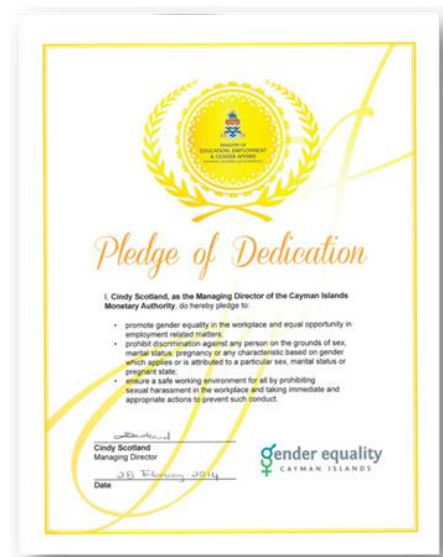 MINISTRY OF
EDUCATION, EMPLOYMENT
& GENDER AFFAIRS
CAYMAN ISLANDS GOVERNMENT
Pledge of Dedication
I, Cindy Scotland, as the Managing Director of the Cayman Islands
Monetary Authority, do hereby pledge to:
• promote gender equality in the workplace and equal opportunity in
employment related matters;
• prohibit discrimination against any person on the grounds of sex,
marital status, pregnancy or any characteristic based on gender
which applies or is attributed to a particular sex, marital status or
pregnant state;
• ensure a safe working environment for all by prohibiting
sexual harassment in the workplace and taking immediate and
appropriate actions to prevent such conduct.
Cindy Scotland
Managing Director
28 February 2014
Date
gender equality
CAYMAN ISLANDS